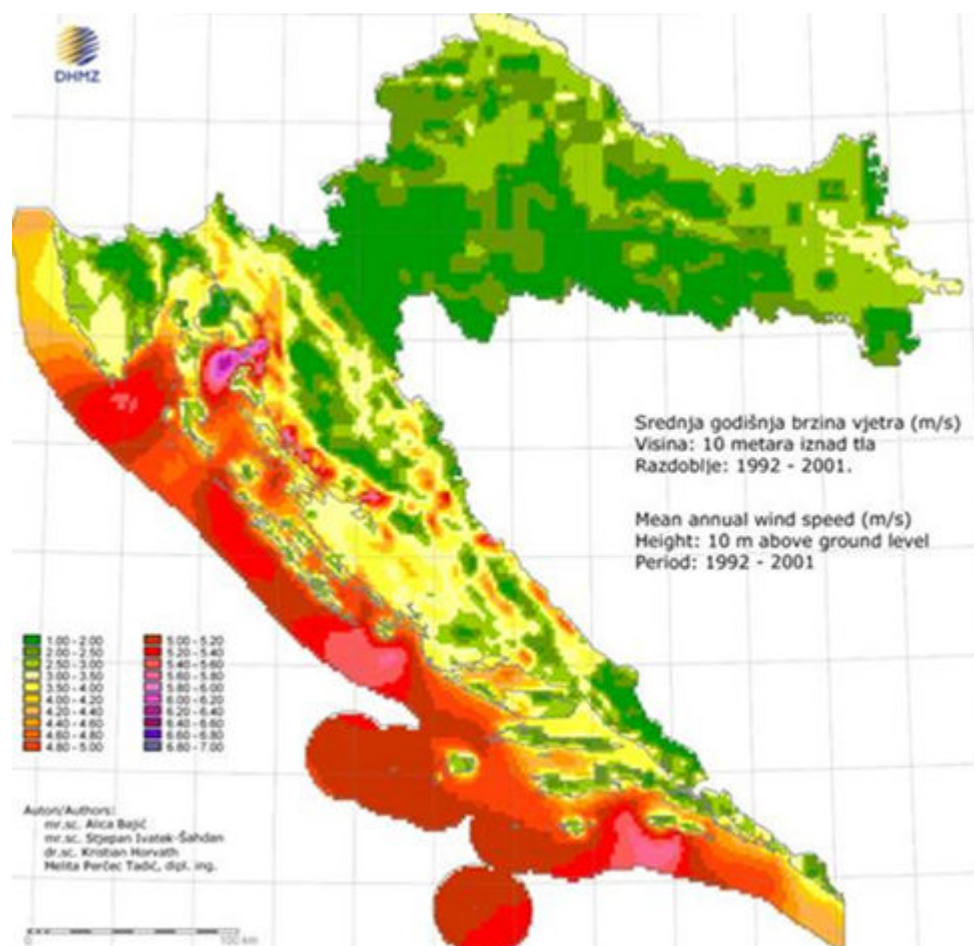 DHMZ
Srednja godišnja brzina vjetra (m/s)
Visina: 10 metara iznad tla
Razdoblje: 1992 - 2001.
Mean annual wind speed (m/s)
Height: 10 m above ground level
Period: 1992 - 2001
1.00 - 2.00
2.00 - 2.50
2.50 - 3.00
3.00 - 3.50
3.50 - 4.00
4.00 - 4.20
4.20 - 4.40
4.40 - 4.60
4.60 - 4.80
4.80 - 5.00
5.00 - 5.20
5.20 - 5.40
5.40 - 5.60
5.60 - 5.80
5.80 - 6.00
6.00 - 6.20
6.20 - 6.40
6.40 - 6.60
6.60 - 6.80
6.80 - 7.00
Autori/Authors:
mr.sc. Alica Bajić
mr.sc. Stjepan Ivatek-Šahdan
dr.sc. Kristian Horvath
Melita Perčec Tadić, dipl. ing.
0 100 km